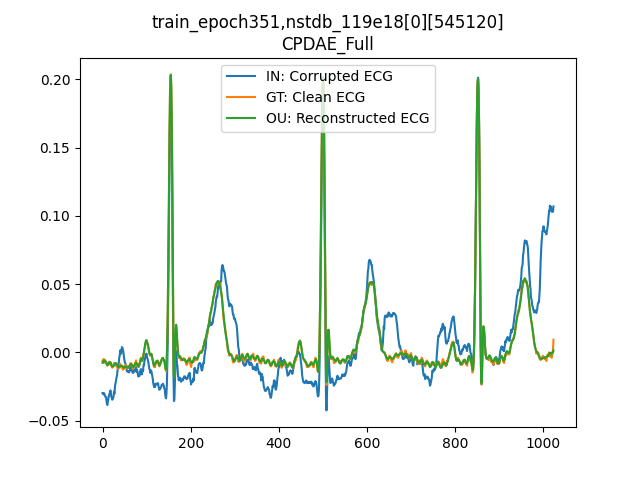 train_epoch351,nstdb_119e18[0][545120]
CPDAE_Full
IN: Corrupted ECG
GT: Clean ECG
OU: Reconstructed ECG
0.20
0.15
0.10
0.05
0.00
−0.05
0 200 400 600 800 1000